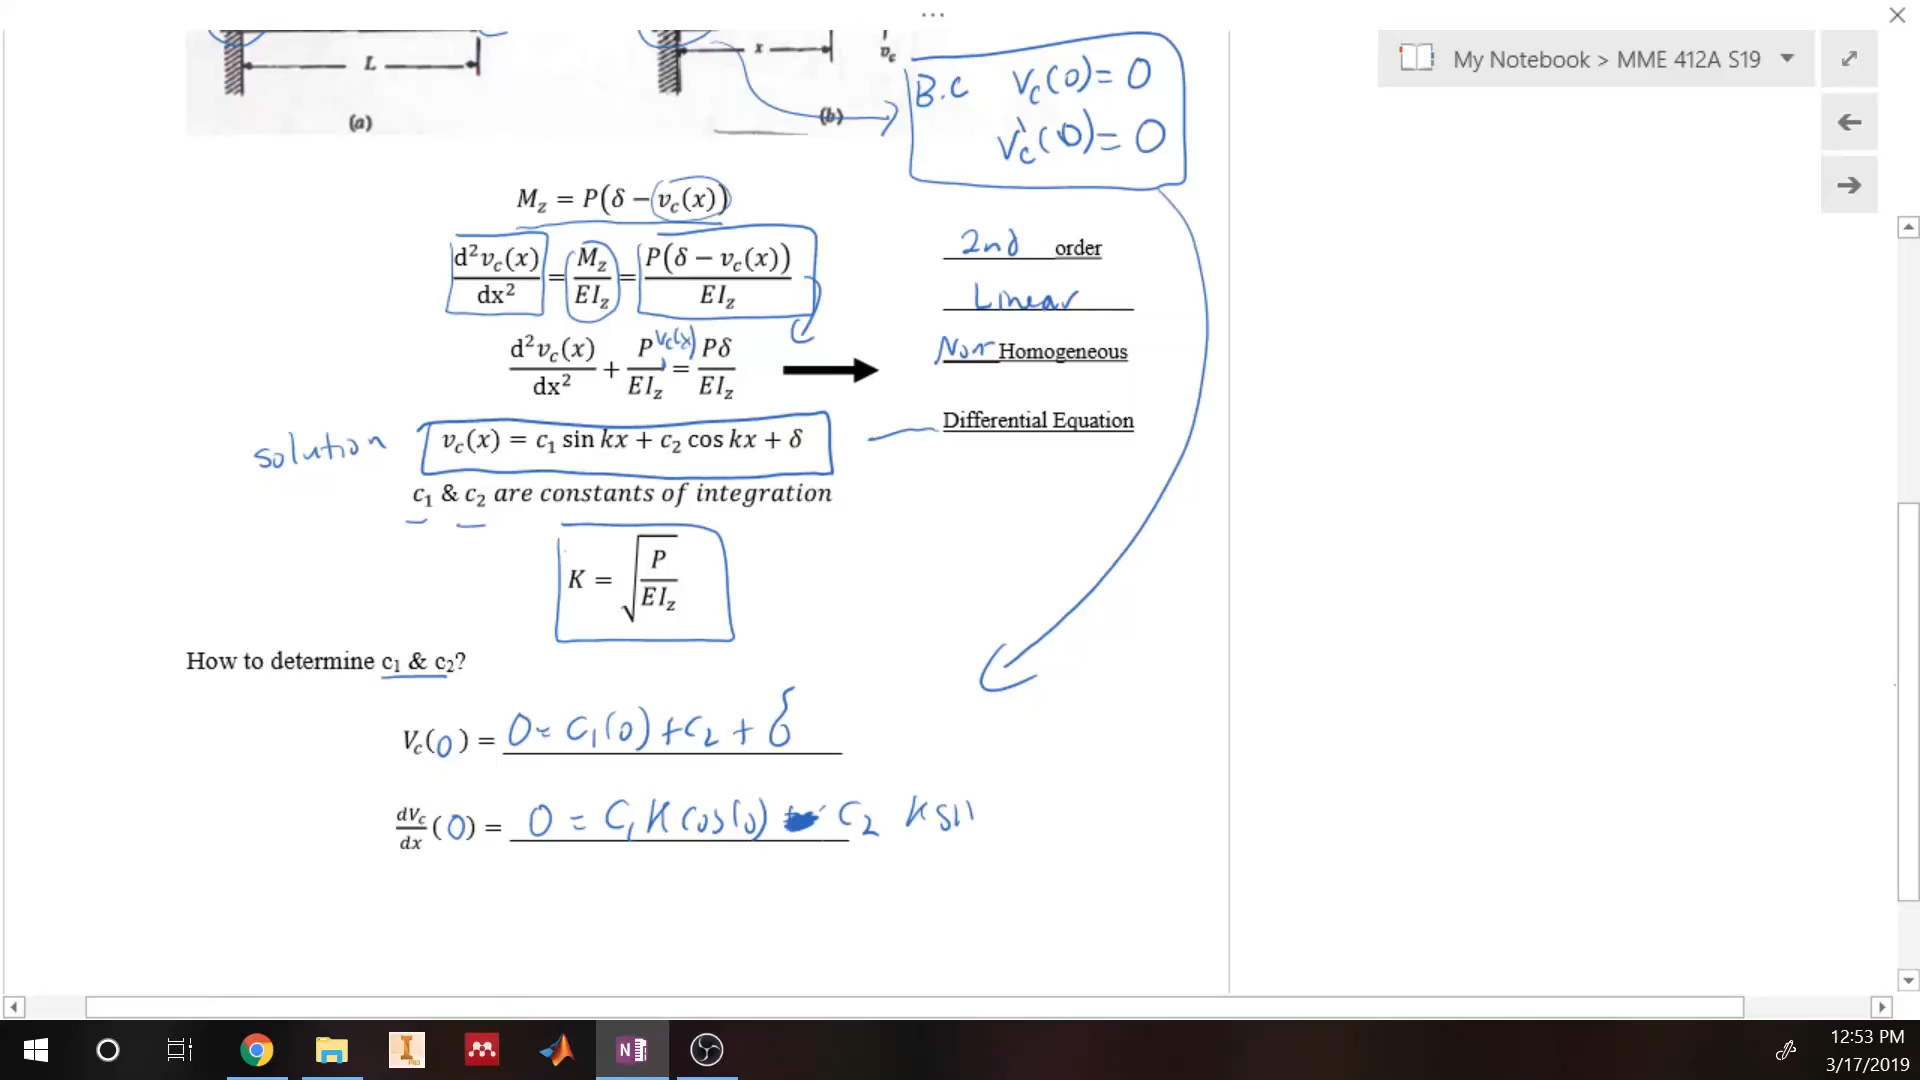 ...
My Notebook > MME 412A S19
L
x
v_c
(a)
(b)
B.C v_c(0)= 0
v_c'(0)= 0
M_z = P(δ − v_c(x))
d²v_c(x)/dx² = M_z/EI_z = P(δ − v_c(x))/EI_z
2nd order
Linear
d²v_c(x)/dx² + P v_c(x)/EI_z = Pδ/EI_z
Non Homogeneous
Differential Equation
solution v_c(x) = c₁ sin kx + c₂ cos kx + δ
c₁ & c₂ are constants of integration
K = √(P/EI_z)
How to determine c₁ & c₂?
V_c(0) = 0= C₁(0) +C₂ + δ
dV_c/dx (0) = 0 = C₁ K cos(0) - C₂ K SII
N
I
PRO
12:53 PM
3/17/2019